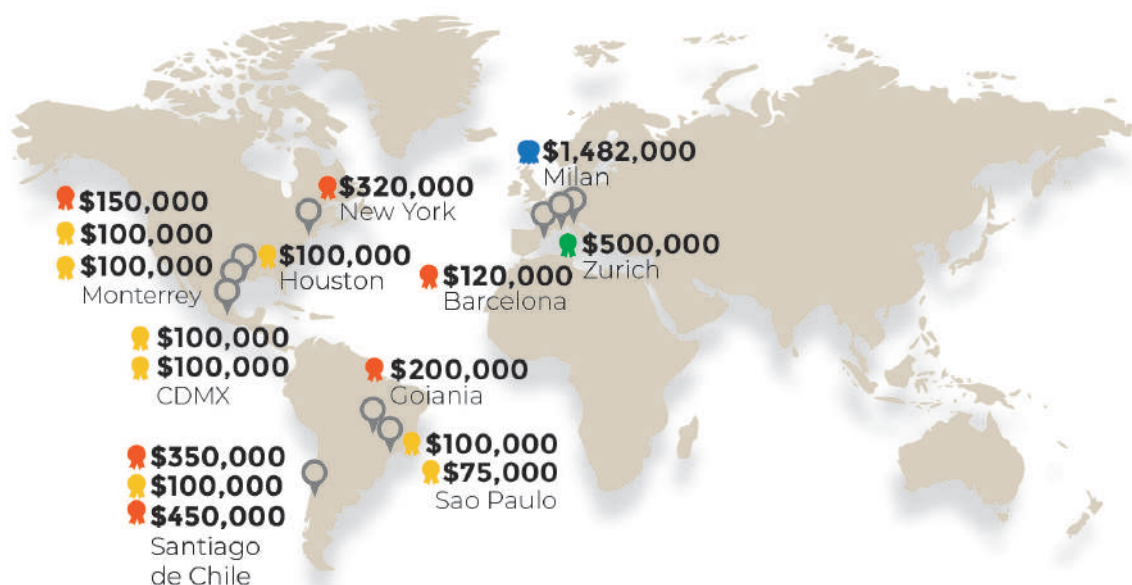 $1,482,000
Milan
$150,000
$100,000
$100,000
Monterrey
$320,000
New York
$100,000
Houston
$500,000
Zurich
$120,000
Barcelona
$100,000
$100,000
CDMX
$200,000
Goiania
$100,000
$75,000
Sao Paulo
$350,000
$100,000
$450,000
Santiago
de Chile